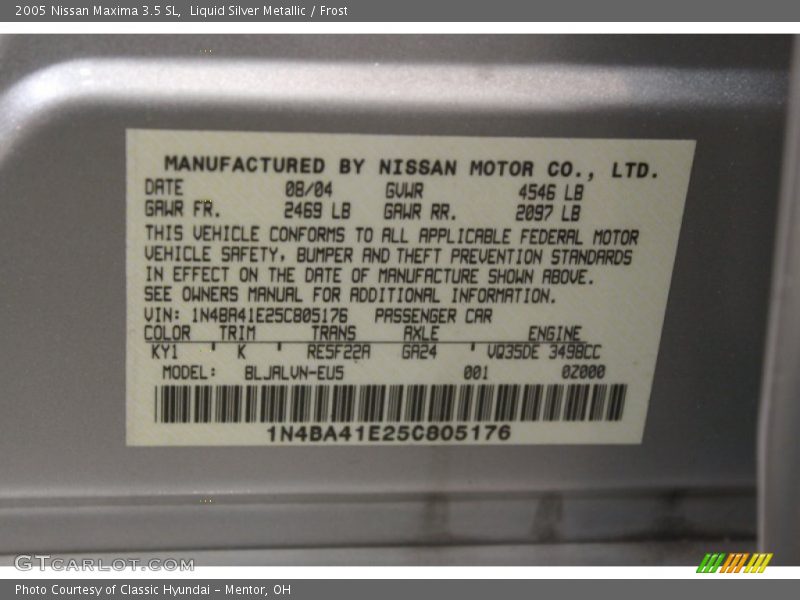 2005 Nissan Maxima 3.5 SL,  Liquid Silver Metallic / Frost
MANUFACTURED BY NISSAN MOTOR CO., LTD.
DATE 08/04 GVWR 4546 LB
GAWR FR. 2469 LB GAWR RR. 2097 LB
THIS VEHICLE CONFORMS TO ALL APPLICABLE FEDERAL MOTOR
VEHICLE SAFETY, BUMPER AND THEFT PREVENTION STANDARDS
IN EFFECT ON THE DATE OF MANUFACTURE SHOWN ABOVE.
SEE OWNERS MANUAL FOR ADDITIONAL INFORMATION.
VIN: 1N4BA41E25C805176 PASSENGER CAR
COLOR TRIM TRANS AXLE ENGINE
KY1 K RE5F22A GA24 VQ35DE 3498CC
MODEL: BLJALVN-EUS 001 0Z000
1N4BA41E25C805176
GTCARLOT.COM
Photo Courtesy of Classic Hyundai - Mentor, OH